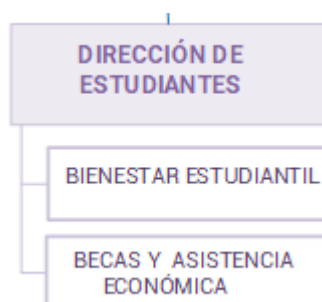 DIRECCIÓN DE
ESTUDIANTES
BIENESTAR ESTUDIANTIL
BECAS Y ASISTENCIA
ECONÓMICA